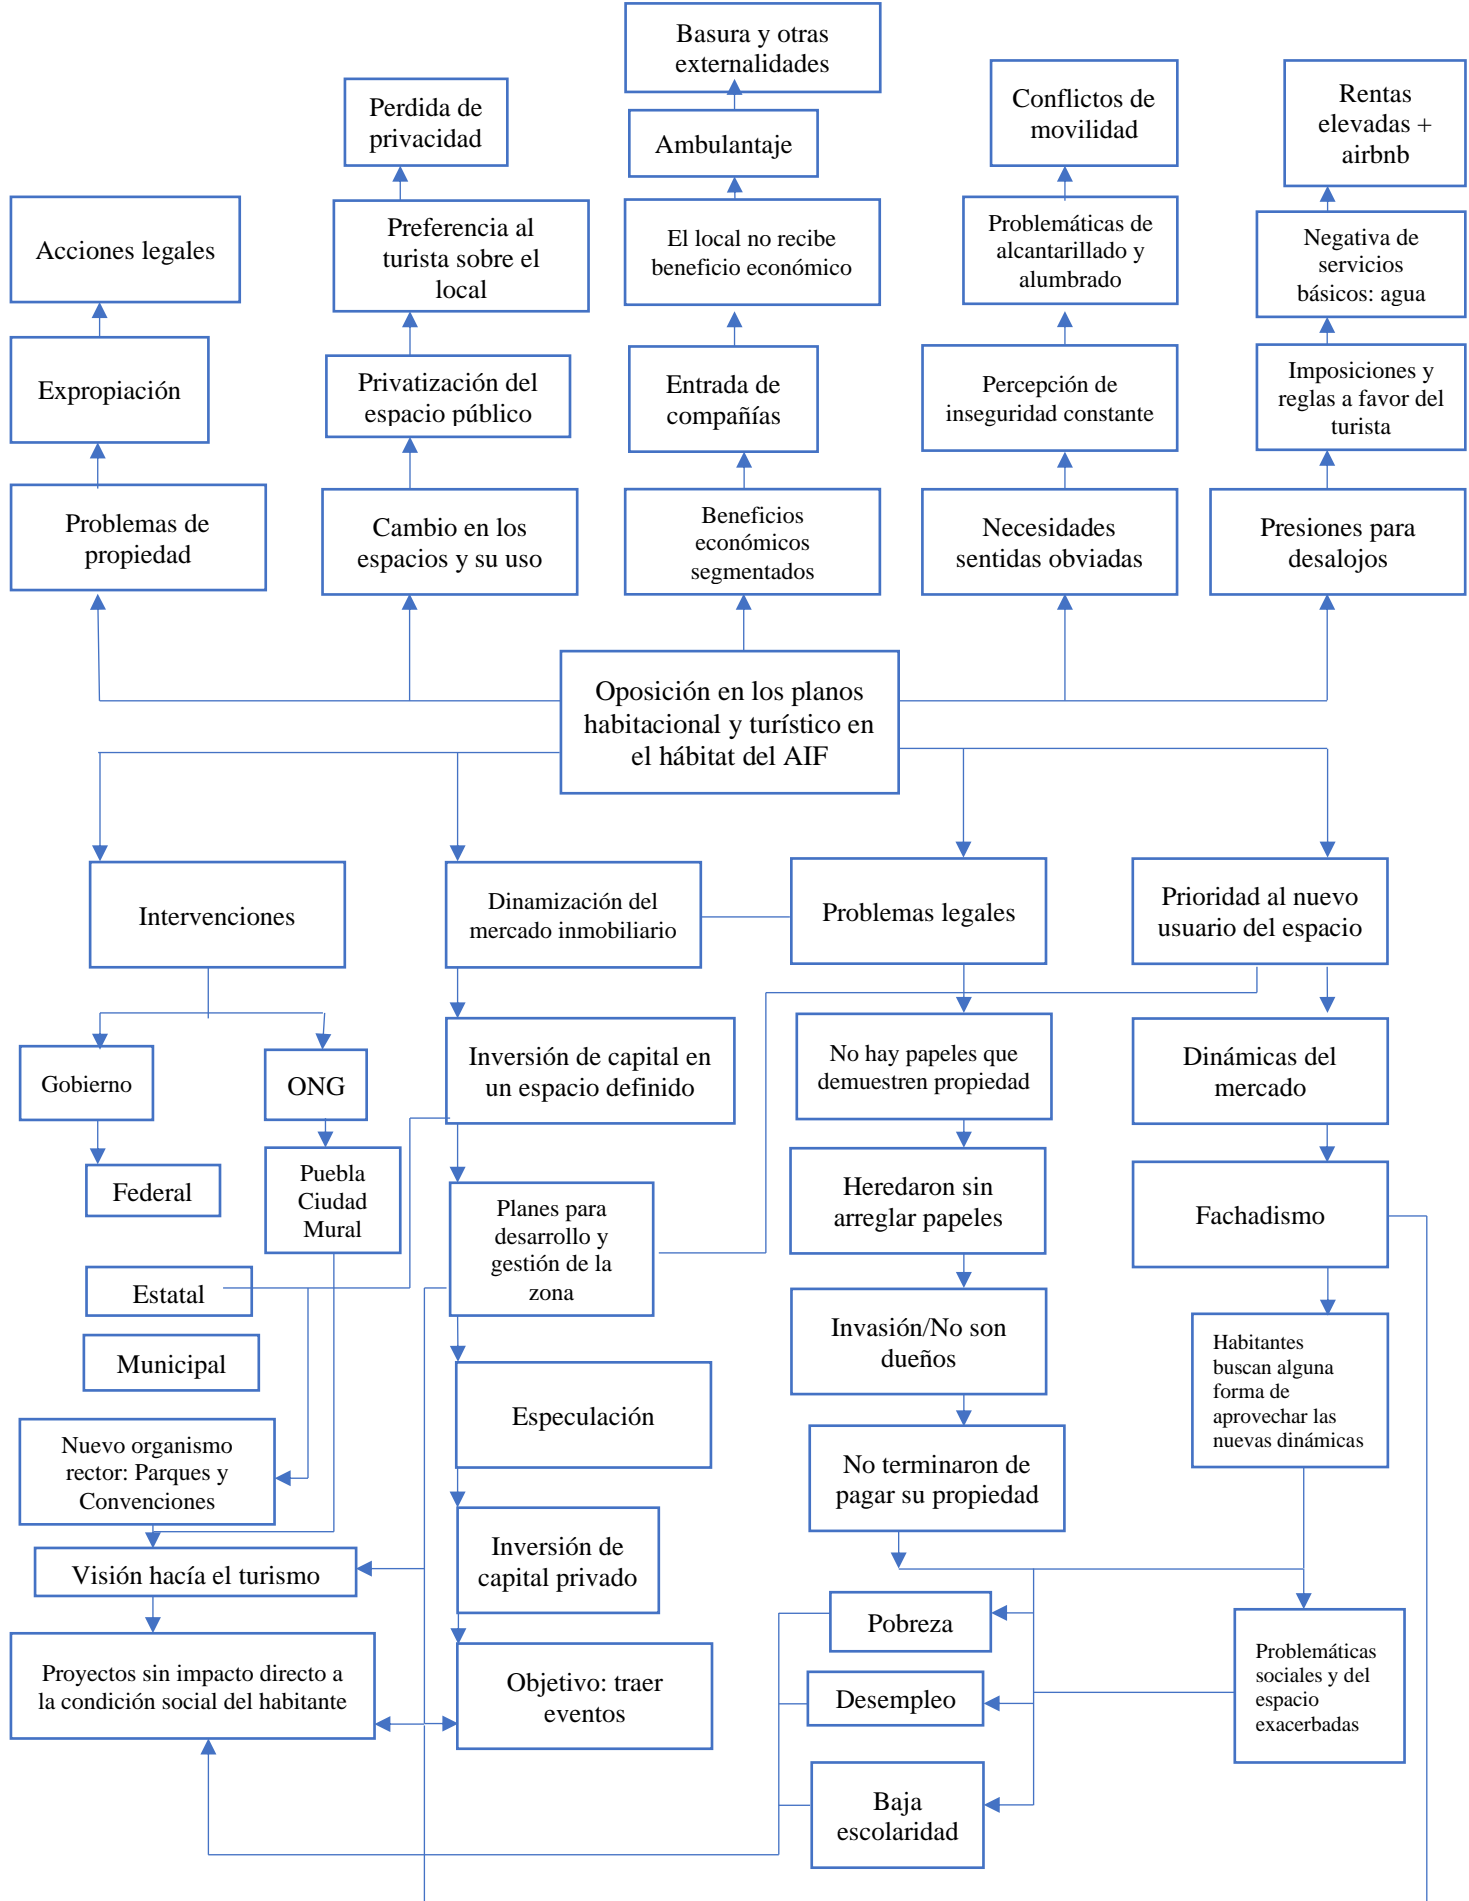 Basura y otras
externalidades
Perdida de
privacidad
Ambulantaje
Conflictos de
movilidad
Rentas
elevadas +
airbnb
Acciones legales
Preferencia al
turista sobre el
local
El local no recibe
beneficio económico
Problemáticas de
alcantarillado y
alumbrado
Negativa de
servicios
básicos: agua
Expropiación
Privatización del
espacio público
Entrada de
compañías
Percepción de
inseguridad constante
Imposiciones y
reglas a favor del
turista
Problemas de
propiedad
Cambio en los
espacios y su uso
Beneficios
económicos
segmentados
Necesidades
sentidas obviadas
Presiones para
desalojos
Oposición en los planos
habitacional y turístico en
el hábitat del AIF
Intervenciones
Dinamización del
mercado inmobiliario
Problemas legales
Prioridad al nuevo
usuario del espacio
Gobierno
ONG
Inversión de capital en
un espacio definido
No hay papeles que
demuestren propiedad
Dinámicas del
mercado
Federal
Puebla
Ciudad
Mural
Planes para
desarrollo y
gestión de la
zona
Heredaron sin
arreglar papeles
Fachadismo
Estatal
Municipal
Especulación
Invasión/No son
dueños
Habitantes
buscan alguna
forma de
aprovechar las
nuevas dinámicas
Nuevo organismo
rector: Parques y
Convenciones
No terminaron de
pagar su propiedad
Visión hacía el turismo
Inversión de
capital privado
Pobreza
Proyectos sin impacto directo a
la condición social del habitante
Objetivo: traer
eventos
Desempleo
Problemáticas
sociales y del
espacio
exacerbadas
Baja
escolaridad